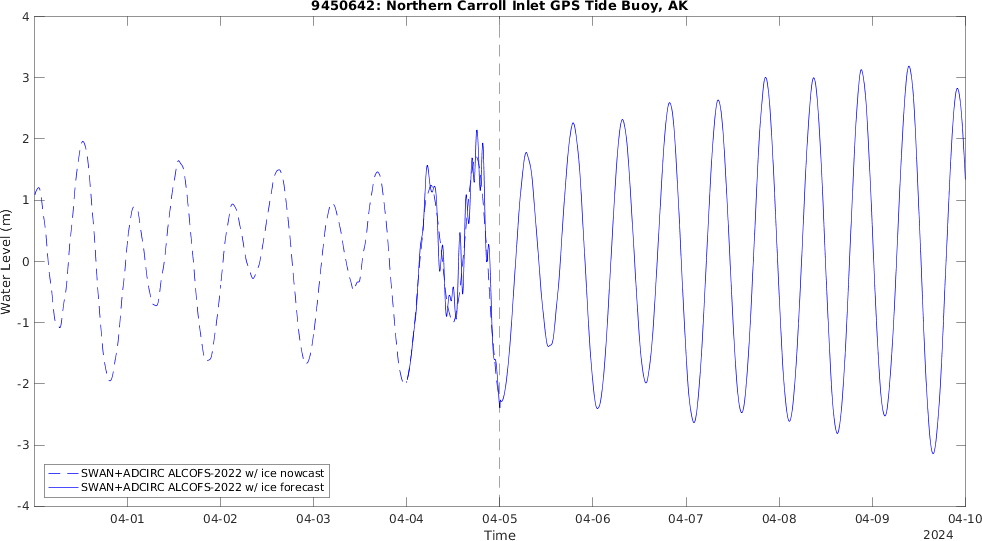 9450642: Northern Carroll Inlet GPS Tide Buoy, AK
4
3
2
1
0
-1
-2
-3
-4
Water Level (m)
SWAN+ADCIRC ALCOFS-2022 w/ ice nowcast
SWAN+ADCIRC ALCOFS-2022 w/ ice forecast
04-01 04-02 04-03 04-04 04-05 04-06 04-07 04-08 04-09 04-10
Time
2024